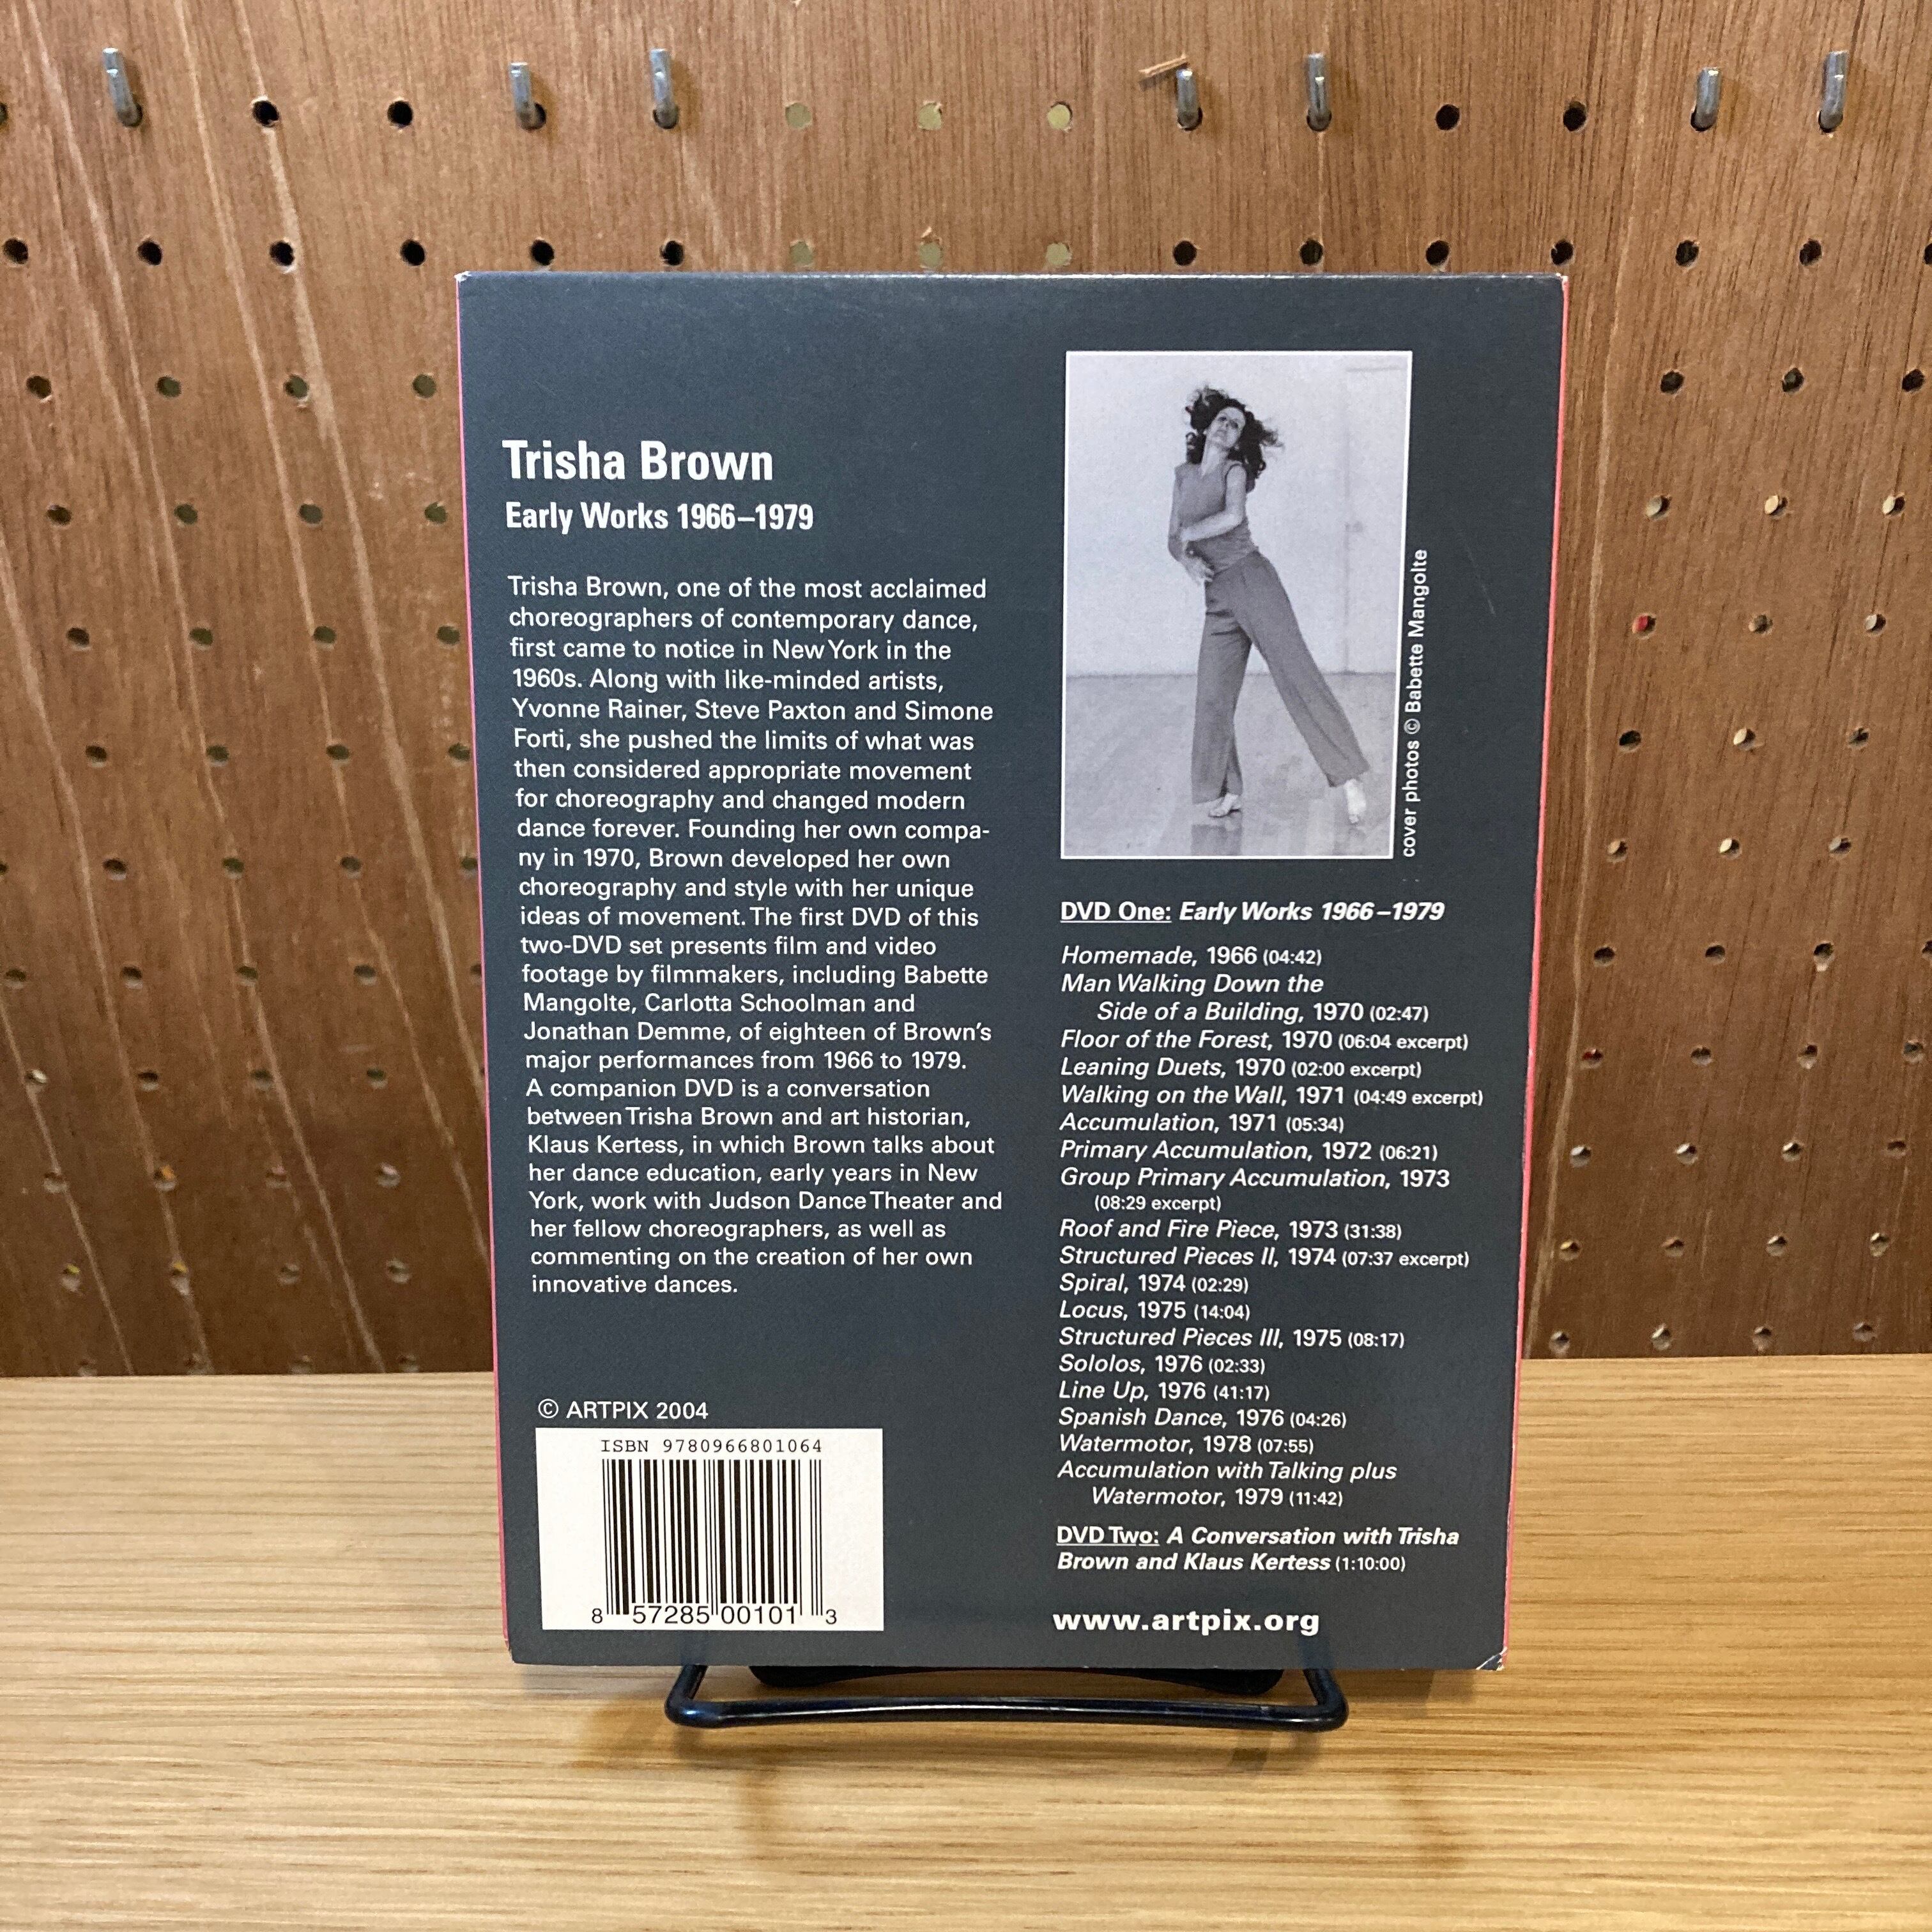 Trisha Brown
Early Works 1966–1979
Trisha Brown, one of the most acclaimed
choreographers of contemporary dance,
first came to notice in New York in the
1960s. Along with like-minded artists,
Yvonne Rainer, Steve Paxton and Simone
Forti, she pushed the limits of what was
then considered appropriate movement
for choreography and changed modern
dance forever. Founding her own compa-
ny in 1970, Brown developed her own
choreography and style with her unique
ideas of movement. The first DVD of this
two-DVD set presents film and video
footage by filmmakers, including Babette
Mangolte, Carlotta Schoolman and
Jonathan Demme, of eighteen of Brown's
major performances from 1966 to 1979.
A companion DVD is a conversation
between Trisha Brown and art historian,
Klaus Kertess, in which Brown talks about
her dance education, early years in New
York, work with Judson Dance Theater and
her fellow choreographers, as well as
commenting on the creation of her own
innovative dances.
© ARTPIX 2004
ISBN 9780966801064
8 57285 00101 3
cover photos © Babette Mangolte
DVD One: Early Works 1966–1979
Homemade, 1966 (04:42)
Man Walking Down the
Side of a Building, 1970 (02:47)
Floor of the Forest, 1970 (06:04 excerpt)
Leaning Duets, 1970 (02:00 excerpt)
Walking on the Wall, 1971 (04:49 excerpt)
Accumulation, 1971 (05:34)
Primary Accumulation, 1972 (06:21)
Group Primary Accumulation, 1973
(08:29 excerpt)
Roof and Fire Piece, 1973 (31:38)
Structured Pieces II, 1974 (07:37 excerpt)
Spiral, 1974 (02:29)
Locus, 1975 (14:04)
Structured Pieces III, 1975 (08:17)
Sololos, 1976 (02:33)
Line Up, 1976 (41:17)
Spanish Dance, 1976 (04:26)
Watermotor, 1978 (07:55)
Accumulation with Talking plus
Watermotor, 1979 (11:42)
DVD Two: A Conversation with Trisha
Brown and Klaus Kertess (1:10:00)
www.artpix.org